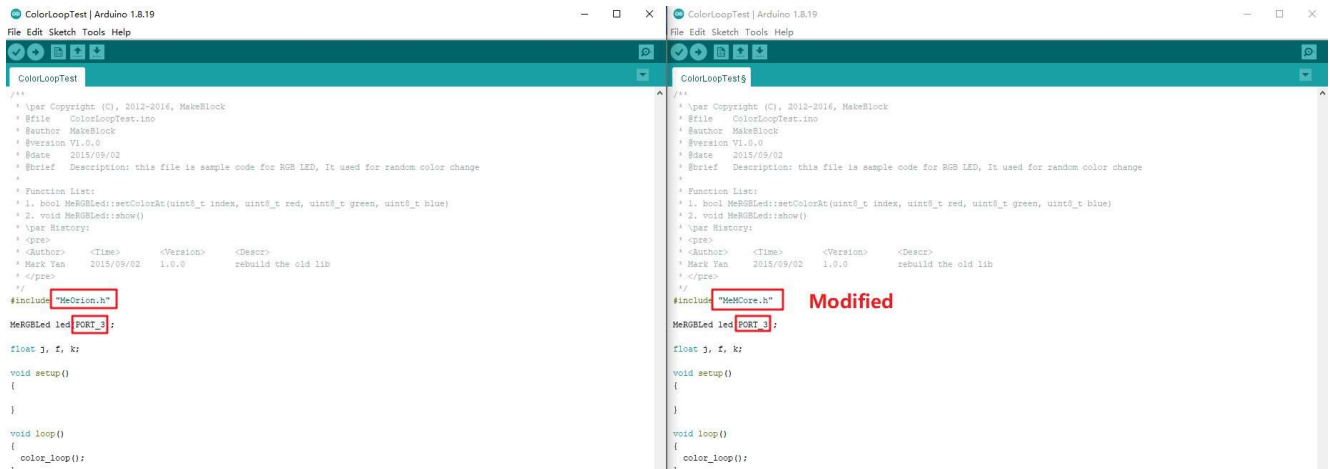 ColorLoopTest | Arduino 1.8.19
File Edit Sketch Tools Help
ColorLoopTest
/**
 * \par Copyright (C), 2012-2016, MakeBlock
 * @file    ColorLoopTest.ino
 * @author  MakeBlock
 * @version V1.0.0
 * @date    2015/09/02
 * @brief   Description: this file is sample code for RGB LED, It used for random color change
 *
 * Function List:
 * 1. bool MeRGBLed::setColorAt(uint8_t index, uint8_t red, uint8_t green, uint8_t blue)
 * 2. void MeRGBLed::show()
 * \par History:
 * <pre>
 * <Author>     <Time>        <Version>      <Descr>
 * Mark Yan     2015/09/02    1.0.0          rebuild the old lib
 * </pre>
 */
#include "MeOrion.h"
MeRGBLed led(PORT_3);
float j, f, k;
void setup()
{
}
void loop()
{
  color_loop();
ColorLoopTest | Arduino 1.8.19
File Edit Sketch Tools Help
ColorLoopTest §
/**
 * \par Copyright (C), 2012-2016, MakeBlock
 * @file    ColorLoopTest.ino
 * @author  MakeBlock
 * @version V1.0.0
 * @date    2015/09/02
 * @brief   Description: this file is sample code for RGB LED, It used for random color change
 *
 * Function List:
 * 1. bool MeRGBLed::setColorAt(uint8_t index, uint8_t red, uint8_t green, uint8_t blue)
 * 2. void MeRGBLed::show()
 * \par History:
 * <pre>
 * <Author>     <Time>        <Version>      <Descr>
 * Mark Yan     2015/09/02    1.0.0          rebuild the old lib
 * </pre>
 */
#include "MeMCore.h" Modified
MeRGBLed led(PORT_3);
float j, f, k;
void setup()
{
}
void loop()
{
  color_loop();